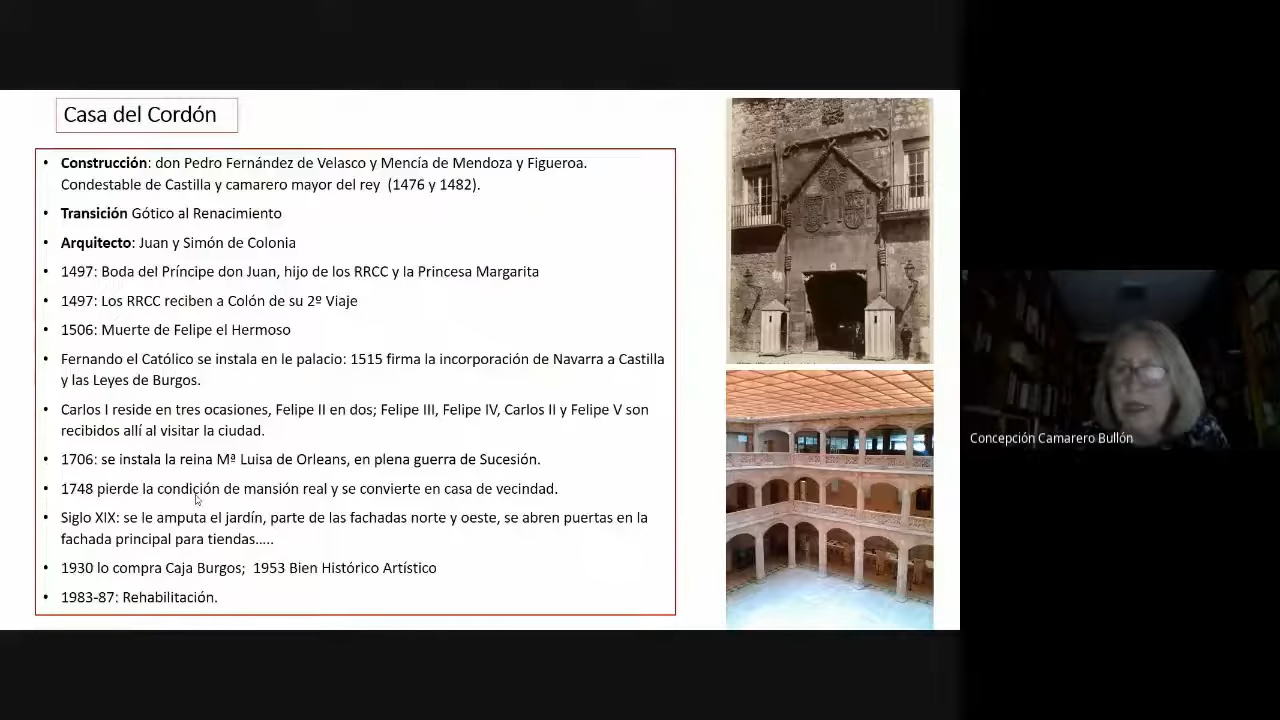 Casa del Cordón
• Construcción: don Pedro Fernández de Velasco y Mencía de Mendoza y Figueroa.
Condestable de Castilla y camarero mayor del rey (1476 y 1482).
• Transición Gótico al Renacimiento
• Arquitecto: Juan y Simón de Colonia
• 1497: Boda del Príncipe don Juan, hijo de los RRCC y la Princesa Margarita
• 1497: Los RRCC reciben a Colón de su 2º Viaje
• 1506: Muerte de Felipe el Hermoso
• Fernando el Católico se instala en le palacio: 1515 firma la incorporación de Navarra a Castilla
y las Leyes de Burgos.
• Carlos I reside en tres ocasiones, Felipe II en dos; Felipe III, Felipe IV, Carlos II y Felipe V son
recibidos allí al visitar la ciudad.
• 1706: se instala la reina Mª Luisa de Orleans, en plena guerra de Sucesión.
• 1748 pierde la condición de mansión real y se convierte en casa de vecindad.
• Siglo XIX: se le amputa el jardín, parte de las fachadas norte y oeste, se abren puertas en la
fachada principal para tiendas…..
• 1930 lo compra Caja Burgos; 1953 Bien Histórico Artístico
• 1983-87: Rehabilitación.
Concepción Camarero Bullón